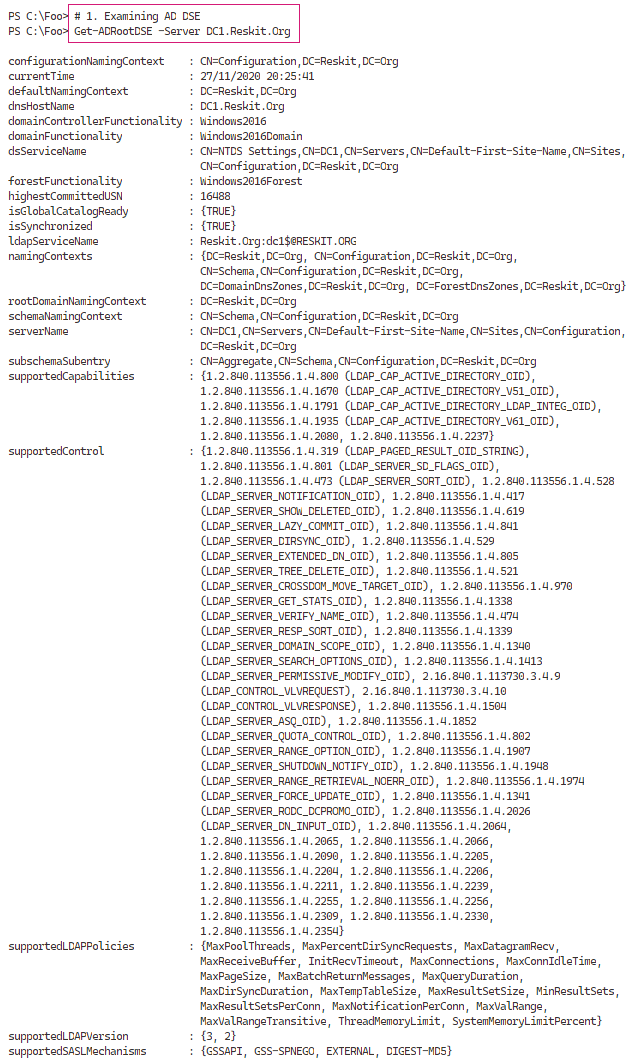 PS C:\Foo> # 1. Examining AD DSE
PS C:\Foo> Get-ADRootDSE -Server DC1.Reskit.Org
configurationNamingContext : CN=Configuration,DC=Reskit,DC=Org
currentTime : 27/11/2020 20:25:41
defaultNamingContext : DC=Reskit,DC=Org
dnsHostName : DC1.Reskit.Org
domainControllerFunctionality : Windows2016
domainFunctionality : Windows2016Domain
dsServiceName : CN=NTDS Settings,CN=DC1,CN=Servers,CN=Default-First-Site-Name,CN=Sites,
CN=Configuration,DC=Reskit,DC=Org
forestFunctionality : Windows2016Forest
highestCommittedUSN : 16488
isGlobalCatalogReady : {TRUE}
isSynchronized : {TRUE}
ldapServiceName : Reskit.Org:dc1$@RESKIT.ORG
namingContexts : {DC=Reskit,DC=Org, CN=Configuration,DC=Reskit,DC=Org,
CN=Schema,CN=Configuration,DC=Reskit,DC=Org,
DC=DomainDnsZones,DC=Reskit,DC=Org, DC=ForestDnsZones,DC=Reskit,DC=Org}
rootDomainNamingContext : DC=Reskit,DC=Org
schemaNamingContext : CN=Schema,CN=Configuration,DC=Reskit,DC=Org
serverName : CN=DC1,CN=Servers,CN=Default-First-Site-Name,CN=Sites,CN=Configuration,
DC=Reskit,DC=Org
subschemaSubentry : CN=Aggregate,CN=Schema,CN=Configuration,DC=Reskit,DC=Org
supportedCapabilities : {1.2.840.113556.1.4.800 (LDAP_CAP_ACTIVE_DIRECTORY_OID),
1.2.840.113556.1.4.1670 (LDAP_CAP_ACTIVE_DIRECTORY_V51_OID),
1.2.840.113556.1.4.1791 (LDAP_CAP_ACTIVE_DIRECTORY_LDAP_INTEG_OID),
1.2.840.113556.1.4.1935 (LDAP_CAP_ACTIVE_DIRECTORY_V61_OID),
1.2.840.113556.1.4.2080, 1.2.840.113556.1.4.2237}
supportedControl : {1.2.840.113556.1.4.319 (LDAP_PAGED_RESULT_OID_STRING),
1.2.840.113556.1.4.801 (LDAP_SERVER_SD_FLAGS_OID),
1.2.840.113556.1.4.473 (LDAP_SERVER_SORT_OID), 1.2.840.113556.1.4.528
(LDAP_SERVER_NOTIFICATION_OID), 1.2.840.113556.1.4.417
(LDAP_SERVER_SHOW_DELETED_OID), 1.2.840.113556.1.4.619
(LDAP_SERVER_LAZY_COMMIT_OID), 1.2.840.113556.1.4.841
(LDAP_SERVER_DIRSYNC_OID), 1.2.840.113556.1.4.529
(LDAP_SERVER_EXTENDED_DN_OID), 1.2.840.113556.1.4.805
(LDAP_SERVER_TREE_DELETE_OID), 1.2.840.113556.1.4.521
(LDAP_SERVER_CROSSDOM_MOVE_TARGET_OID), 1.2.840.113556.1.4.970
(LDAP_SERVER_GET_STATS_OID), 1.2.840.113556.1.4.1338
(LDAP_SERVER_VERIFY_NAME_OID), 1.2.840.113556.1.4.474
(LDAP_SERVER_RESP_SORT_OID), 1.2.840.113556.1.4.1339
(LDAP_SERVER_DOMAIN_SCOPE_OID), 1.2.840.113556.1.4.1340
(LDAP_SERVER_SEARCH_OPTIONS_OID), 1.2.840.113556.1.4.1413
(LDAP_SERVER_PERMISSIVE_MODIFY_OID), 2.16.840.1.113730.3.4.9
(LDAP_CONTROL_VLVREQUEST), 2.16.840.1.113730.3.4.10
(LDAP_CONTROL_VLVRESPONSE), 1.2.840.113556.1.4.1504
(LDAP_SERVER_ASQ_OID), 1.2.840.113556.1.4.1852
(LDAP_SERVER_QUOTA_CONTROL_OID), 1.2.840.113556.1.4.802
(LDAP_SERVER_RANGE_OPTION_OID), 1.2.840.113556.1.4.1907
(LDAP_SERVER_SHUTDOWN_NOTIFY_OID), 1.2.840.113556.1.4.1948
(LDAP_SERVER_RANGE_RETRIEVAL_NOERR_OID), 1.2.840.113556.1.4.1974
(LDAP_SERVER_FORCE_UPDATE_OID), 1.2.840.113556.1.4.1341
(LDAP_SERVER_RODC_DCPROMO_OID), 1.2.840.113556.1.4.2026
(LDAP_SERVER_DN_INPUT_OID), 1.2.840.113556.1.4.2064,
1.2.840.113556.1.4.2065, 1.2.840.113556.1.4.2066,
1.2.840.113556.1.4.2090, 1.2.840.113556.1.4.2205,
1.2.840.113556.1.4.2204, 1.2.840.113556.1.4.2206,
1.2.840.113556.1.4.2211, 1.2.840.113556.1.4.2239,
1.2.840.113556.1.4.2255, 1.2.840.113556.1.4.2256,
1.2.840.113556.1.4.2309, 1.2.840.113556.1.4.2330,
1.2.840.113556.1.4.2354}
supportedLDAPPolicies : {MaxPoolThreads, MaxPercentDirSyncRequests, MaxDatagramRecv,
MaxReceiveBuffer, InitRecvTimeout, MaxConnections, MaxConnIdleTime,
MaxPageSize, MaxBatchReturnMessages, MaxQueryDuration,
MaxDirSyncDuration, MaxTempTableSize, MaxResultSetSize, MinResultSets,
MaxResultSetsPerConn, MaxNotificationPerConn, MaxValRange,
MaxValRangeTransitive, ThreadMemoryLimit, SystemMemoryLimitPercent}
supportedLDAPVersion : {3, 2}
supportedSASLMechanisms : {GSSAPI, GSS-SPNEGO, EXTERNAL, DIGEST-MD5}